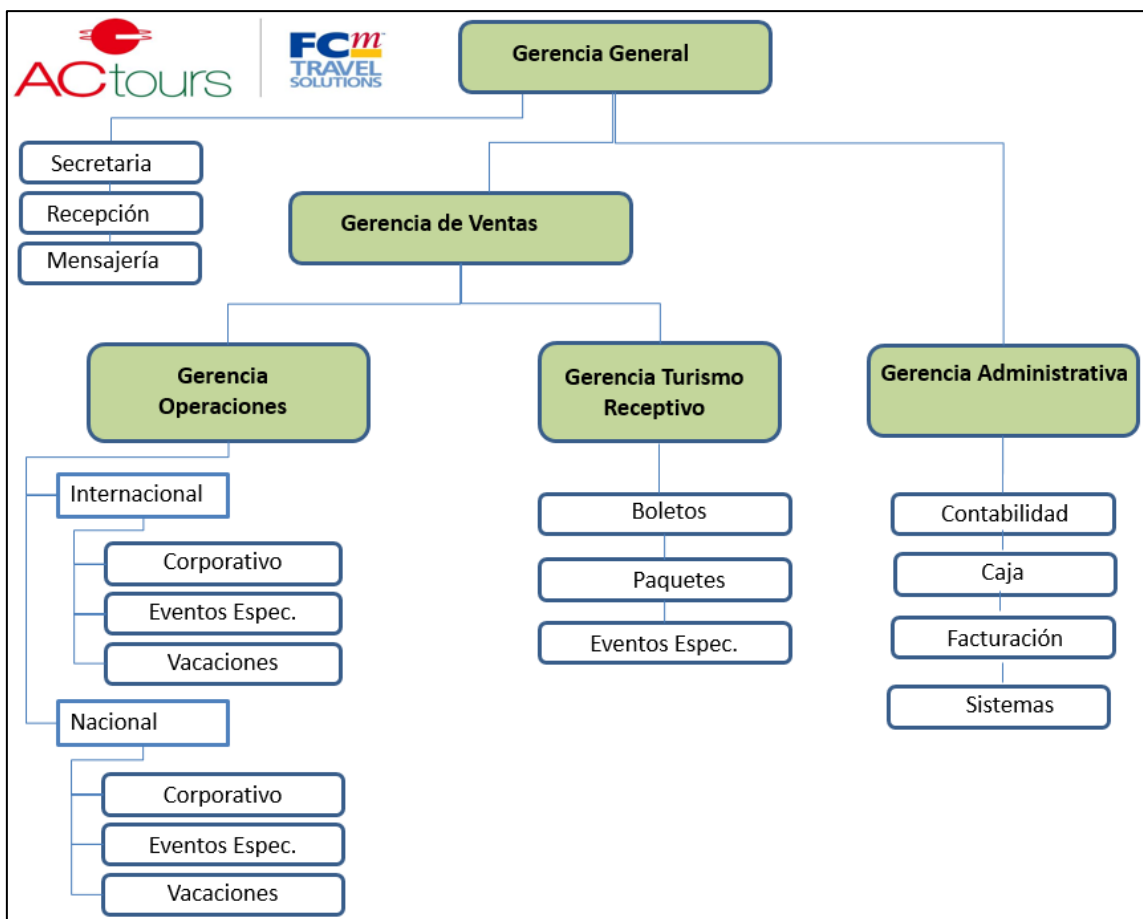 ACtours
FCm
TRAVEL
SOLUTIONS
Gerencia General
Secretaria
Recepción
Mensajería
Gerencia de Ventas
Gerencia
Operaciones
Gerencia Turismo
Receptivo
Gerencia Administrativa
Internacional
Corporativo
Eventos Espec.
Vacaciones
Nacional
Corporativo
Eventos Espec.
Vacaciones
Boletos
Paquetes
Eventos Espec.
Contabilidad
Caja
Facturación
Sistemas